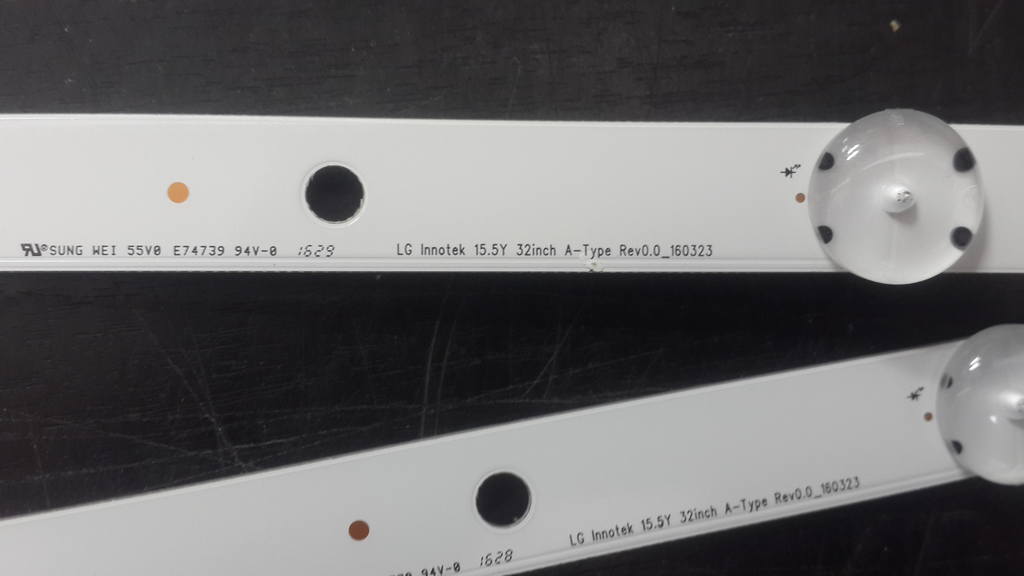 SUNG WEI 55V0 E74739 94V-0 1629 LG Innotek 15.5Y 32inch A-Type Rev0.0_160323
94V-0 1628 LG Innotek 15.5Y 32inch A-Type Rev0.0_160323